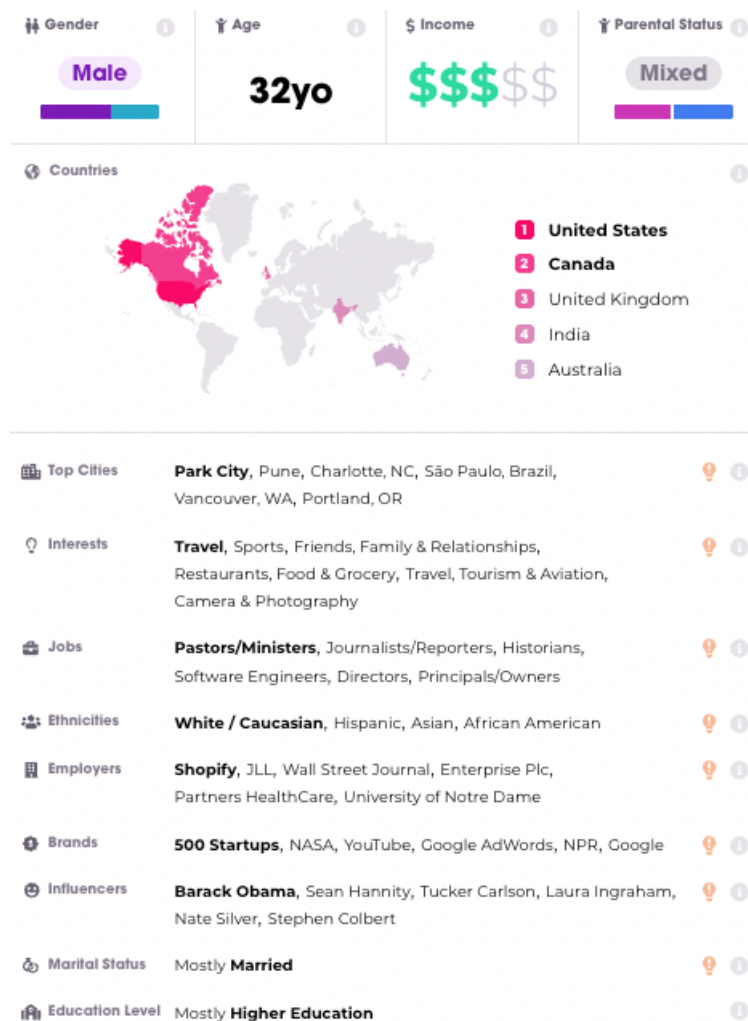 Gender
Age
$ Income
Parental Status
Male
32yo
$$$$$
Mixed
Countries
1 United States
2 Canada
3 United Kingdom
4 India
5 Australia
Top Cities
Park City, Pune, Charlotte, NC, São Paulo, Brazil,
Vancouver, WA, Portland, OR
Interests
Travel, Sports, Friends, Family & Relationships,
Restaurants, Food & Grocery, Travel, Tourism & Aviation,
Camera & Photography
Jobs
Pastors/Ministers, Journalists/Reporters, Historians,
Software Engineers, Directors, Principals/Owners
Ethnicities
White / Caucasian, Hispanic, Asian, African American
Employers
Shopify, JLL, Wall Street Journal, Enterprise Plc,
Partners HealthCare, University of Notre Dame
Brands
500 Startups, NASA, YouTube, Google AdWords, NPR, Google
Influencers
Barack Obama, Sean Hannity, Tucker Carlson, Laura Ingraham,
Nate Silver, Stephen Colbert
Marital Status
Mostly Married
Education Level
Mostly Higher Education